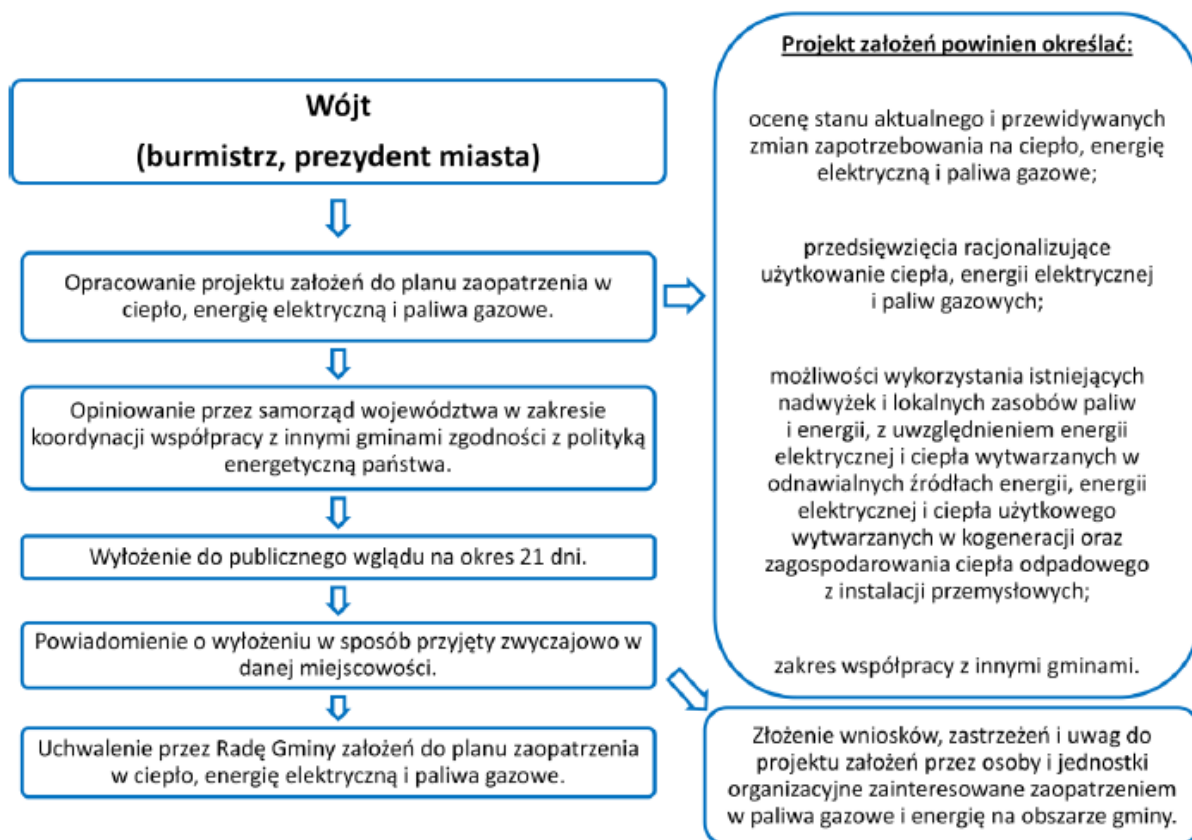 Wójt
(burmistrz, prezydent miasta)
Opracowanie projektu założeń do planu zaopatrzenia w
ciepło, energię elektryczną i paliwa gazowe.
Opiniowanie przez samorząd województwa w zakresie
koordynacji współpracy z innymi gminami zgodności z polityką
energetyczną państwa.
Wyłożenie do publicznego wglądu na okres 21 dni.
Powiadomienie o wyłożeniu w sposób przyjęty zwyczajowo w
danej miejscowości.
Uchwalenie przez Radę Gminy założeń do planu zaopatrzenia
w ciepło, energię elektryczną i paliwa gazowe.
Projekt założeń powinien określać:
ocenę stanu aktualnego i przewidywanych
zmian zapotrzebowania na ciepło, energię
elektryczną i paliwa gazowe;
przedsięwzięcia racjonalizujące
użytkowanie ciepła, energii elektrycznej
i paliw gazowych;
możliwości wykorzystania istniejących
nadwyżek i lokalnych zasobów paliw
i energii, z uwzględnieniem energii
elektrycznej i ciepła wytwarzanych w
odnawialnych źródłach energii, energii
elektrycznej i ciepła użytkowego
wytwarzanych w kogeneracji oraz
zagospodarowania ciepła odpadowego
z instalacji przemysłowych;
zakres współpracy z innymi gminami.
Złożenie wniosków, zastrzeżeń i uwag do
projektu założeń przez osoby i jednostki
organizacyjne zainteresowane zaopatrzeniem
w paliwa gazowe i energię na obszarze gminy.